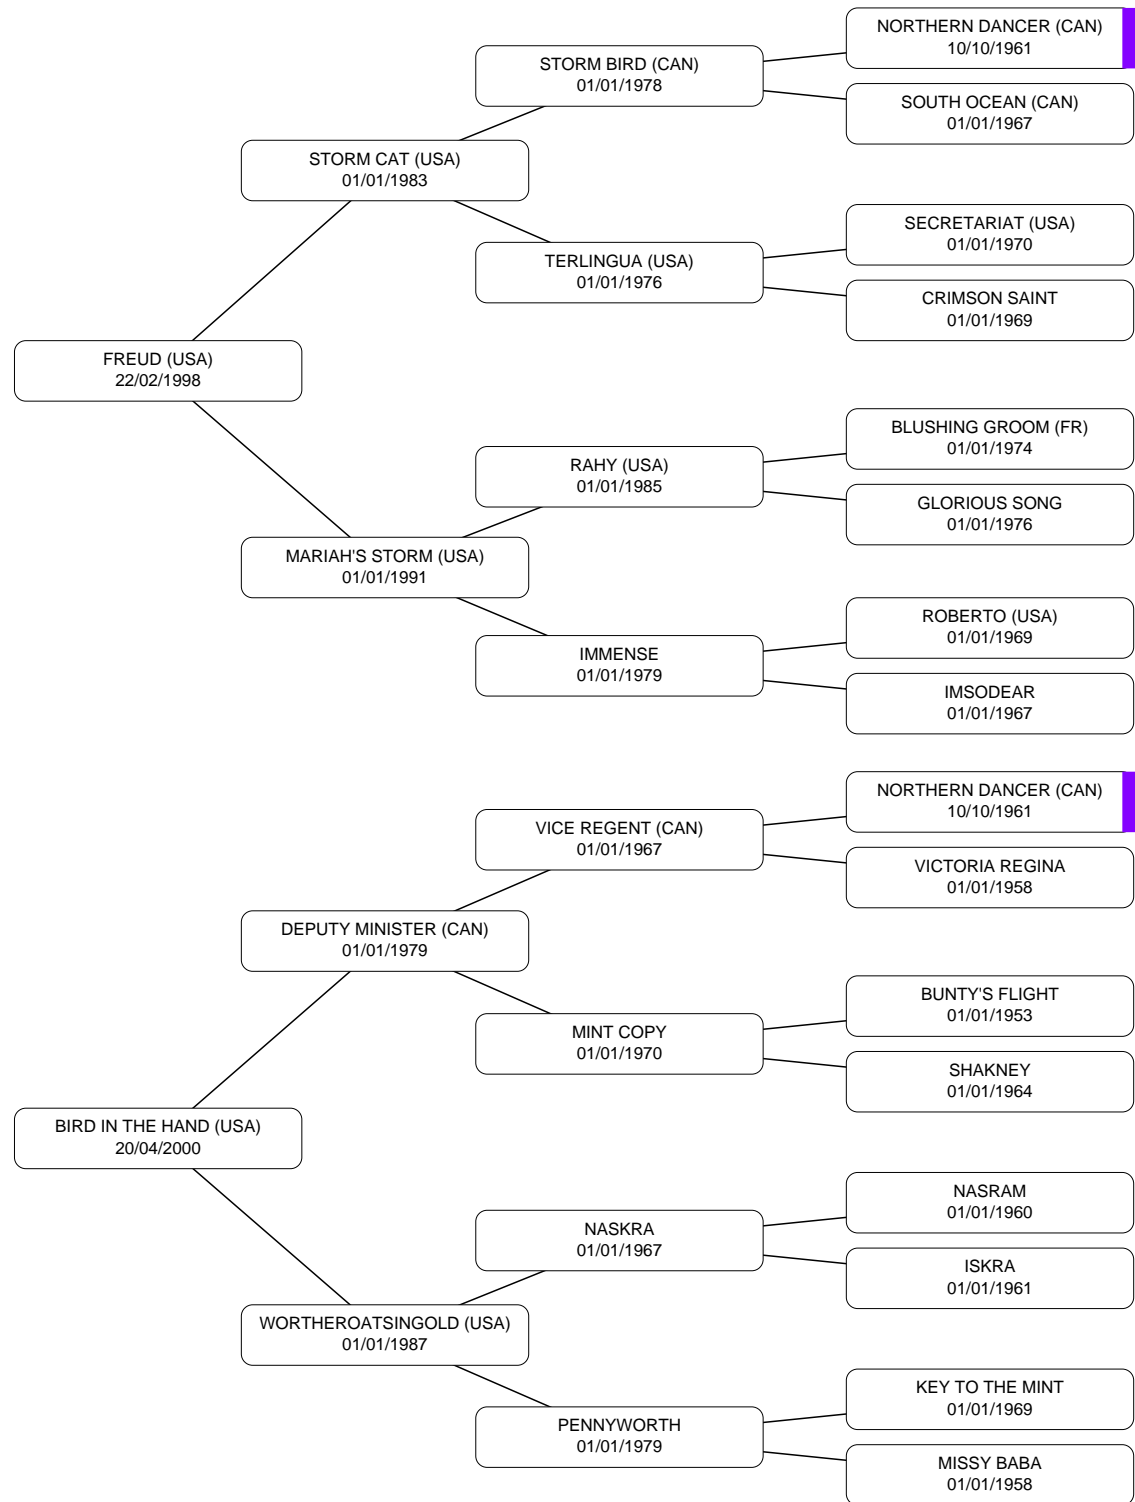 NORTHERN DANCER (CAN)
10/10/1961
STORM BIRD (CAN)
01/01/1978
SOUTH OCEAN (CAN)
01/01/1967
STORM CAT (USA)
01/01/1983
SECRETARIAT (USA)
01/01/1970
TERLINGUA (USA)
01/01/1976
CRIMSON SAINT
01/01/1969
FREUD (USA)
22/02/1998
BLUSHING GROOM (FR)
01/01/1974
RAHY (USA)
01/01/1985
GLORIOUS SONG
01/01/1976
MARIAH'S STORM (USA)
01/01/1991
ROBERTO (USA)
01/01/1969
IMMENSE
01/01/1979
IMSODEAR
01/01/1967
NORTHERN DANCER (CAN)
10/10/1961
VICE REGENT (CAN)
01/01/1967
VICTORIA REGINA
01/01/1958
DEPUTY MINISTER (CAN)
01/01/1979
BUNTY'S FLIGHT
01/01/1953
MINT COPY
01/01/1970
SHAKNEY
01/01/1964
BIRD IN THE HAND (USA)
20/04/2000
NASRAM
01/01/1960
NASKRA
01/01/1967
ISKRA
01/01/1961
WORTHEROATSINGOLD (USA)
01/01/1987
KEY TO THE MINT
01/01/1969
PENNYWORTH
01/01/1979
MISSY BABA
01/01/1958